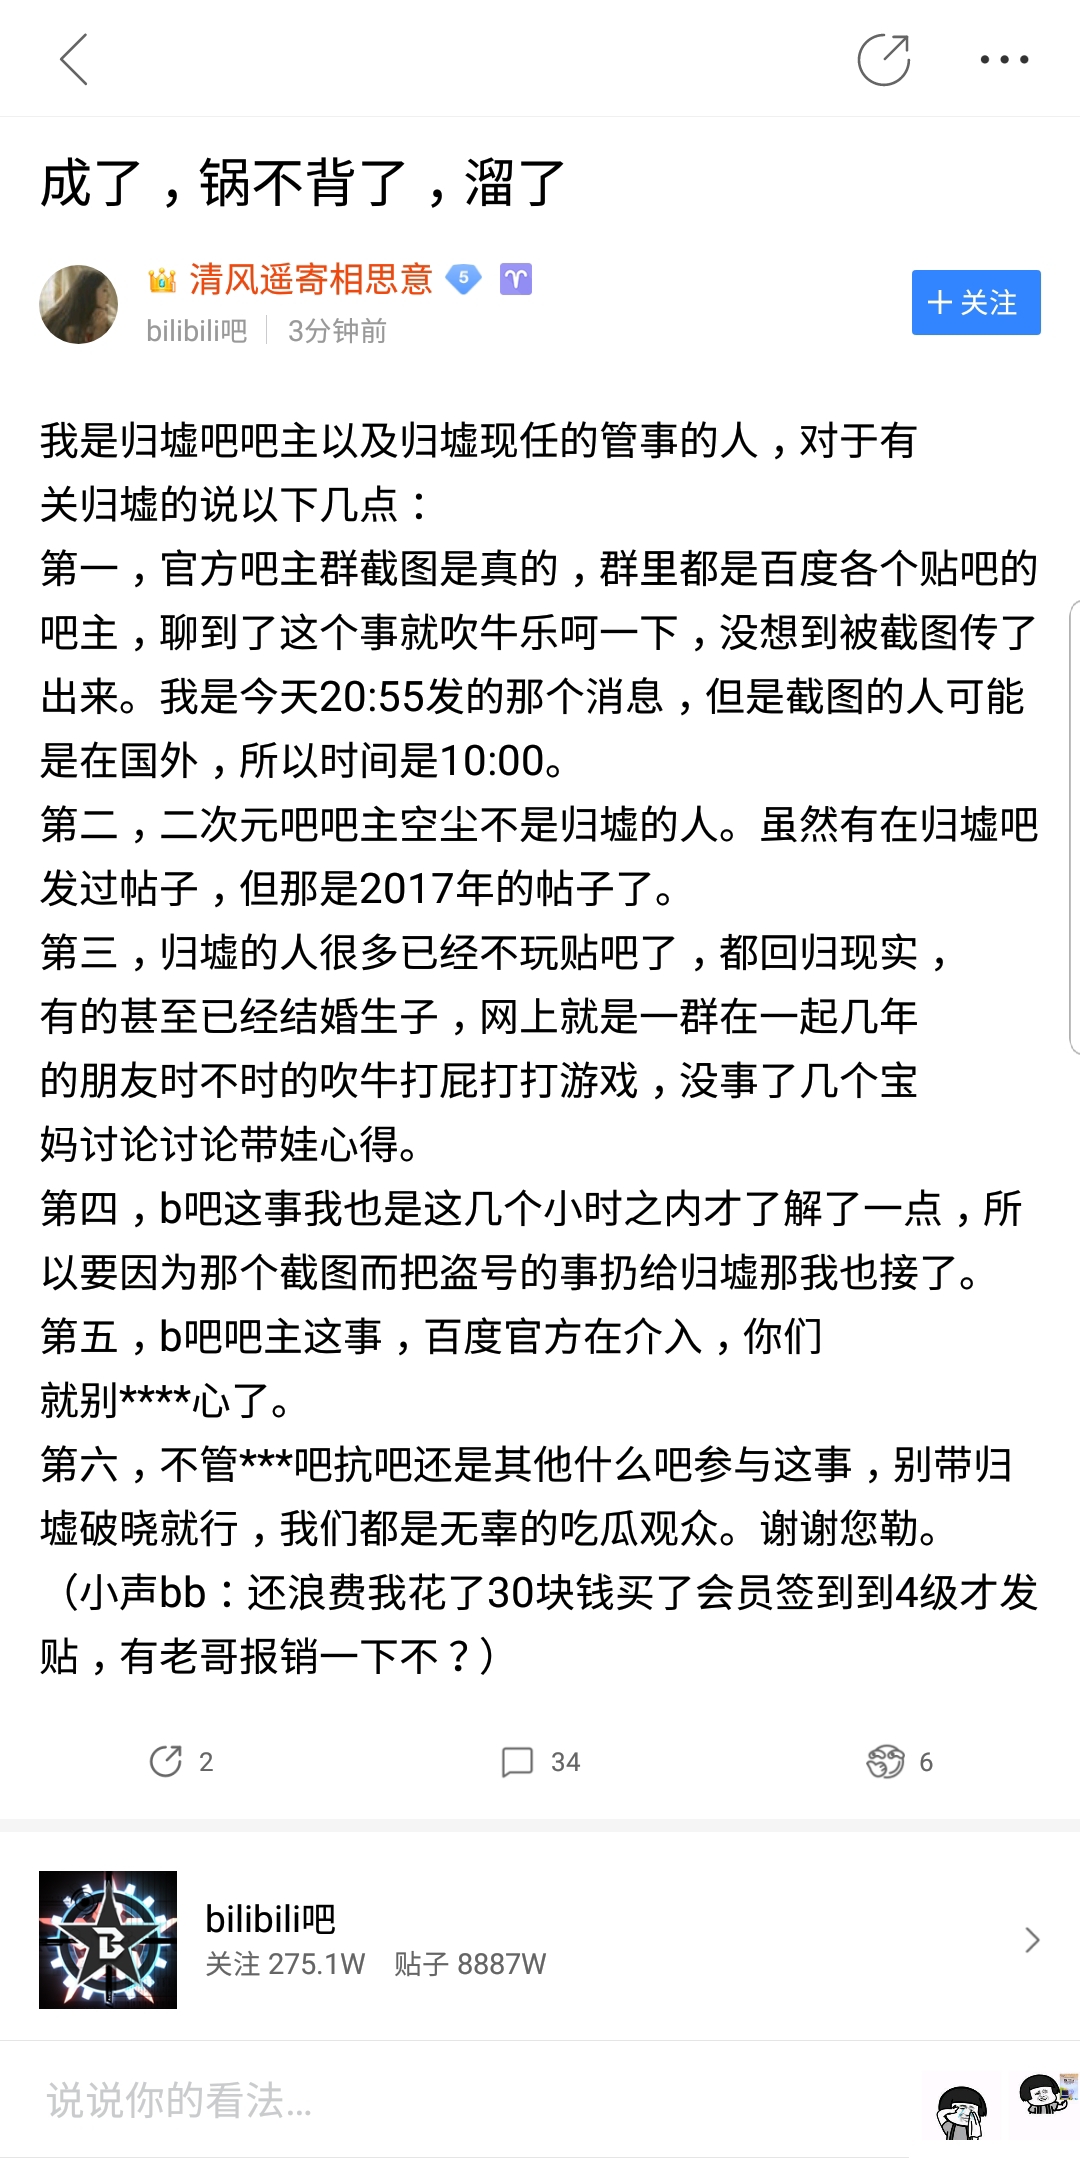 成了，锅不背了，溜了
清风遥寄相思意 5
bilibili吧 3分钟前
关注
我是归墟吧吧主以及归墟现任的管事的人，对于有
关归墟的说以下几点：
第一，官方吧主群截图是真的，群里都是百度各个贴吧的
吧主，聊到了这个事就吹牛乐呵一下，没想到被截图传了
出来。我是今天20:55发的那个消息，但是截图的人可能
是在国外，所以时间是10:00。
第二，二次元吧吧主空尘不是归墟的人。虽然有在归墟吧
发过帖子，但那是2017年的帖子了。
第三，归墟的人很多已经不玩贴吧了，都回归现实，
有的甚至已经结婚生子，网上就是一群在一起几年
的朋友时不时的吹牛打屁打打游戏，没事了几个宝
妈讨论讨论带娃心得。
第四，b吧这事我也是这几个小时之内才了解了一点，所
以要因为那个截图而把盗号的事扔给归墟那我也接了。
第五，b吧吧主这事，百度官方在介入，你们
就别****心了。
第六，不管***吧抗吧还是其他什么吧参与这事，别带归
墟破晓就行，我们都是无辜的吃瓜观众。谢谢您勒。
（小声bb：还浪费我花了30块钱买了会员签到到4级才发
贴，有老哥报销一下不？）
2 34 6
B
bilibili吧
关注 275.1W 贴子 8887W
说说你的看法...